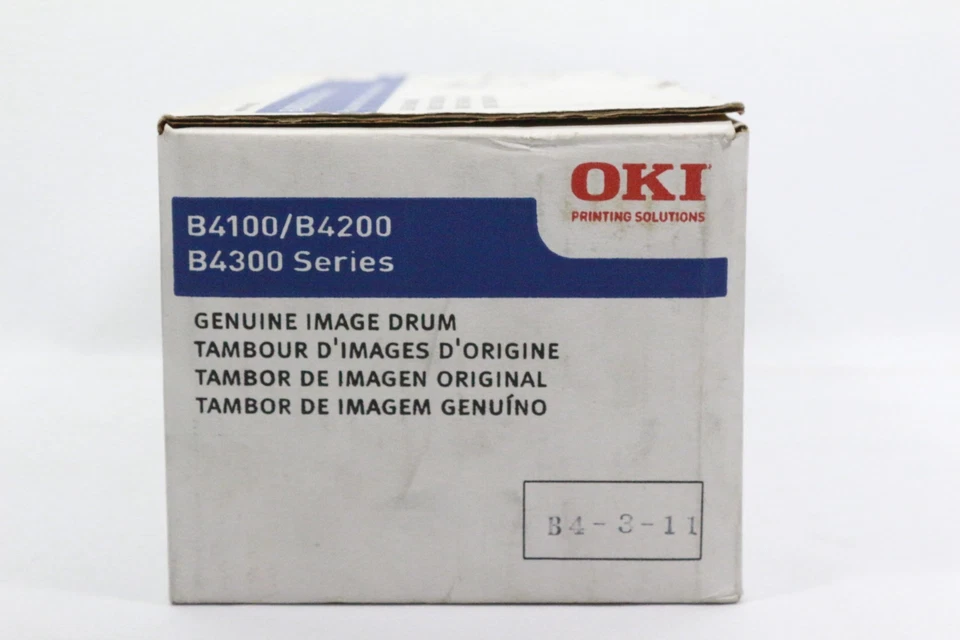 OKI
PRINTING SOLUTIONS
B4100/B4200
B4300 Series
GENUINE IMAGE DRUM
TAMBOUR D'IMAGES D'ORIGINE
TAMBOR DE IMAGEN ORIGINAL
TAMBOR DE IMAGEM GENUÍNO
B4-3-11